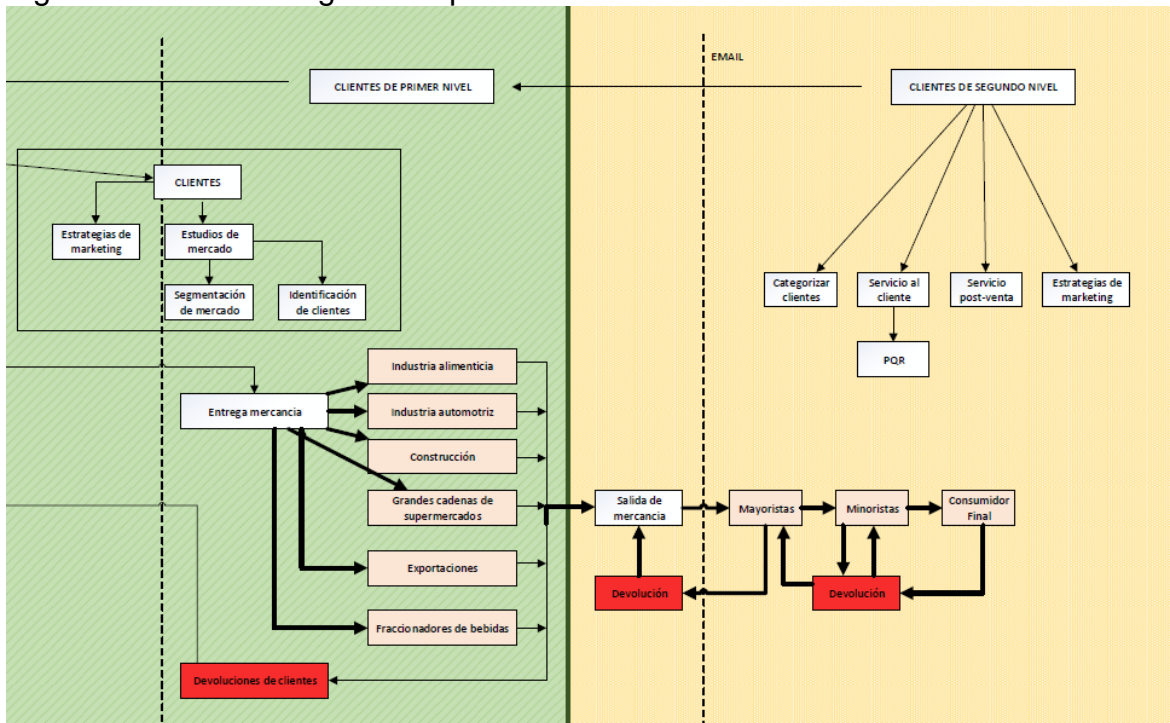 EMAIL
CLIENTES DE PRIMER NIVEL
CLIENTES DE SEGUNDO NIVEL
CLIENTES
Estrategias de
marketing
Estudios de
mercado
Segmentación
de mercado
Identificación
de clientes
Categorizar
clientes
Servicio al
cliente
Servicio
post-venta
Estrategias de
marketing
PQR
Entrega mercancia
Industria alimenticia
Industria automotriz
Construcción
Grandes cadenas de
supermercados
Exportaciones
Fraccionadores de bebidas
Devoluciones de clientes
Salida de
mercancia
Mayoristas
Minoristas
Consumidor
Final
Devolución
Devolución